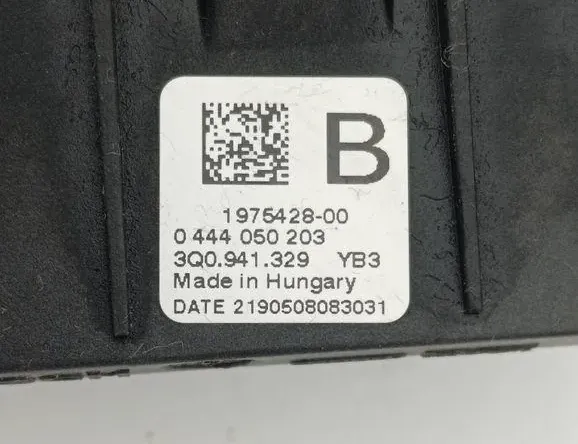 B
1975428-00
0 444 050 203
3Q0.941.329 YB3
Made in Hungary
DATE 2190508083031